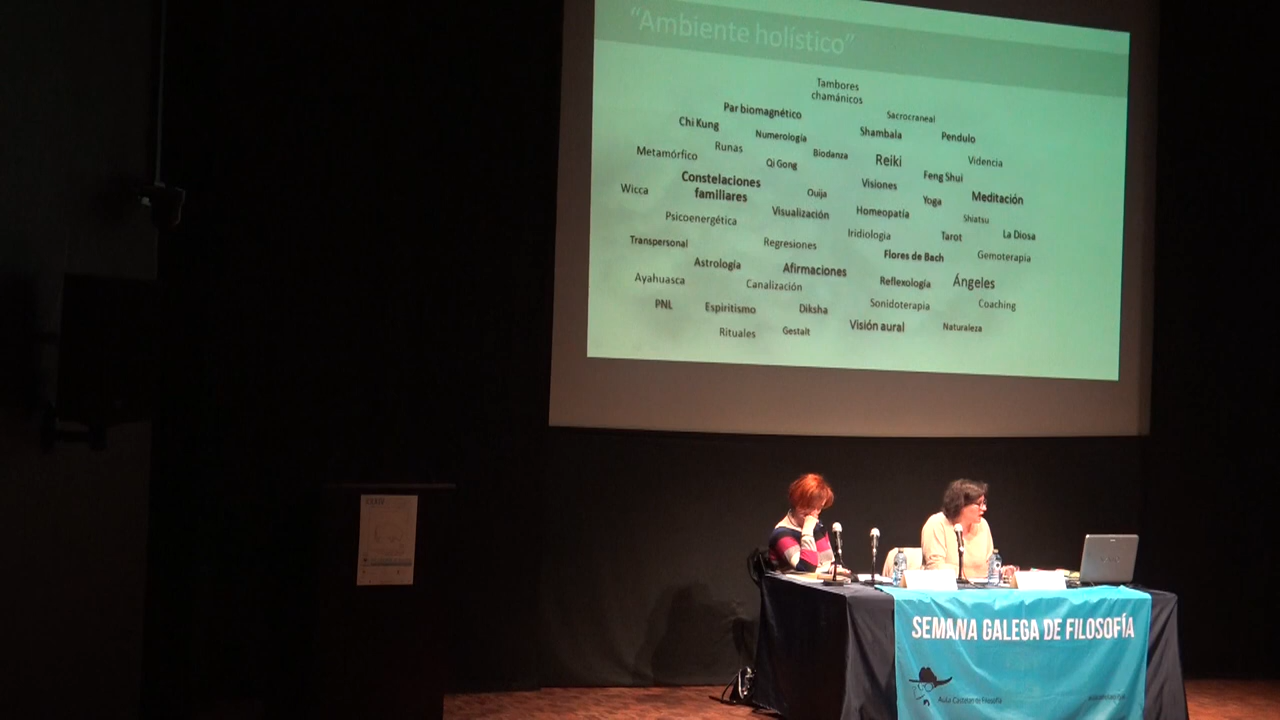 “Ambiente holístico”
Tambores
chamánicos
Par biomagnético
Sacrocraneal
Chi Kung
Numerología
Shambala
Pendulo
Runas
Biodanza
Metamórfico
Qi Gong
Reiki
Videncia
Feng Shui
Constelaciones
familiares
Visiones
Wicca
Ouija
Yoga
Meditación
Psicoenergética
Visualización
Homeopatía
Shiatsu
Iridiologia
Tarot
La Diosa
Transpersonal
Regresiones
Flores de Bach
Gemoterapia
Astrología
Afirmaciones
Ayahuasca
Canalización
Reflexología
Ángeles
PNL
Espiritismo
Diksha
Sonidoterapia
Coaching
Rituales
Gestalt
Visión aural
Naturaleza
SEMANA GALEGA DE FILOSOFÍA
Aula Castelao de Filosofía